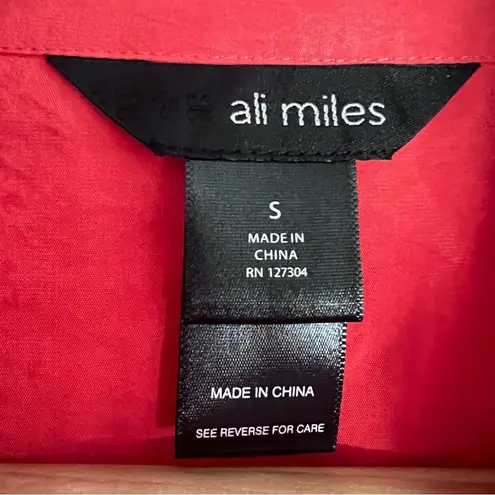 ali miles
S
MADE IN
CHINA
RN 127304
MADE IN CHINA
SEE REVERSE FOR CARE